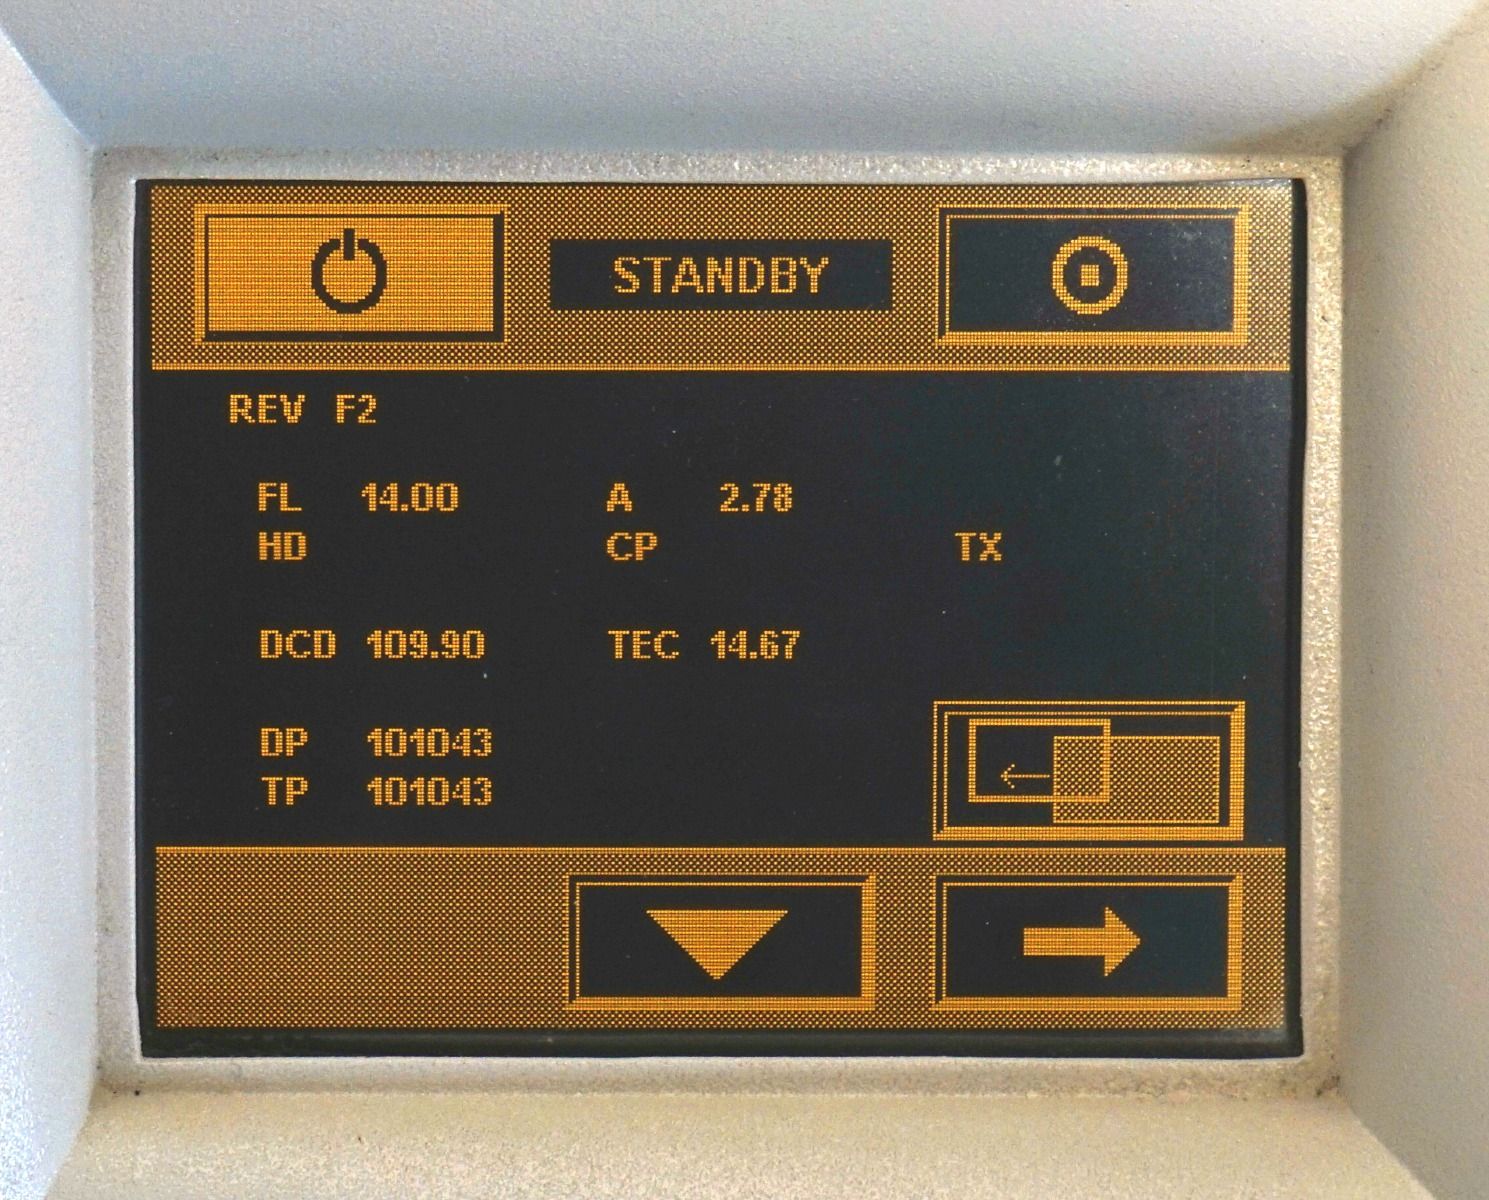 STANDBY
REV F2
FL 14.00 A 2.78
HD CP TX
DCD 109.90 TEC 14.67
DP 101043
TP 101043